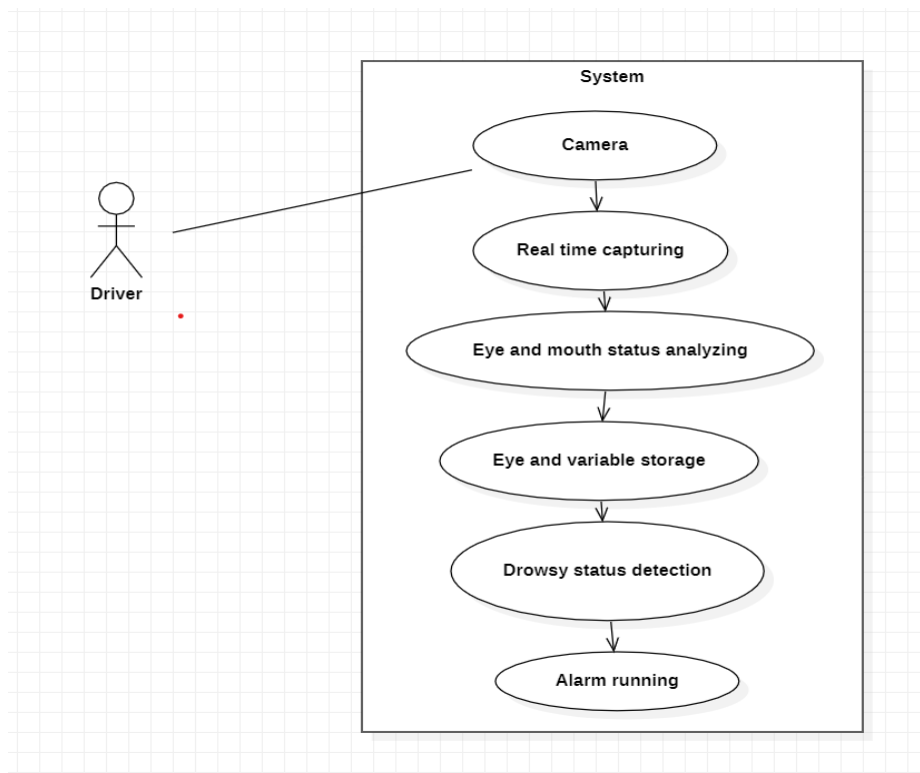 System
Camera
Real time capturing
Driver
Eye and mouth status analyzing
Eye and variable storage
Drowsy status detection
Alarm running